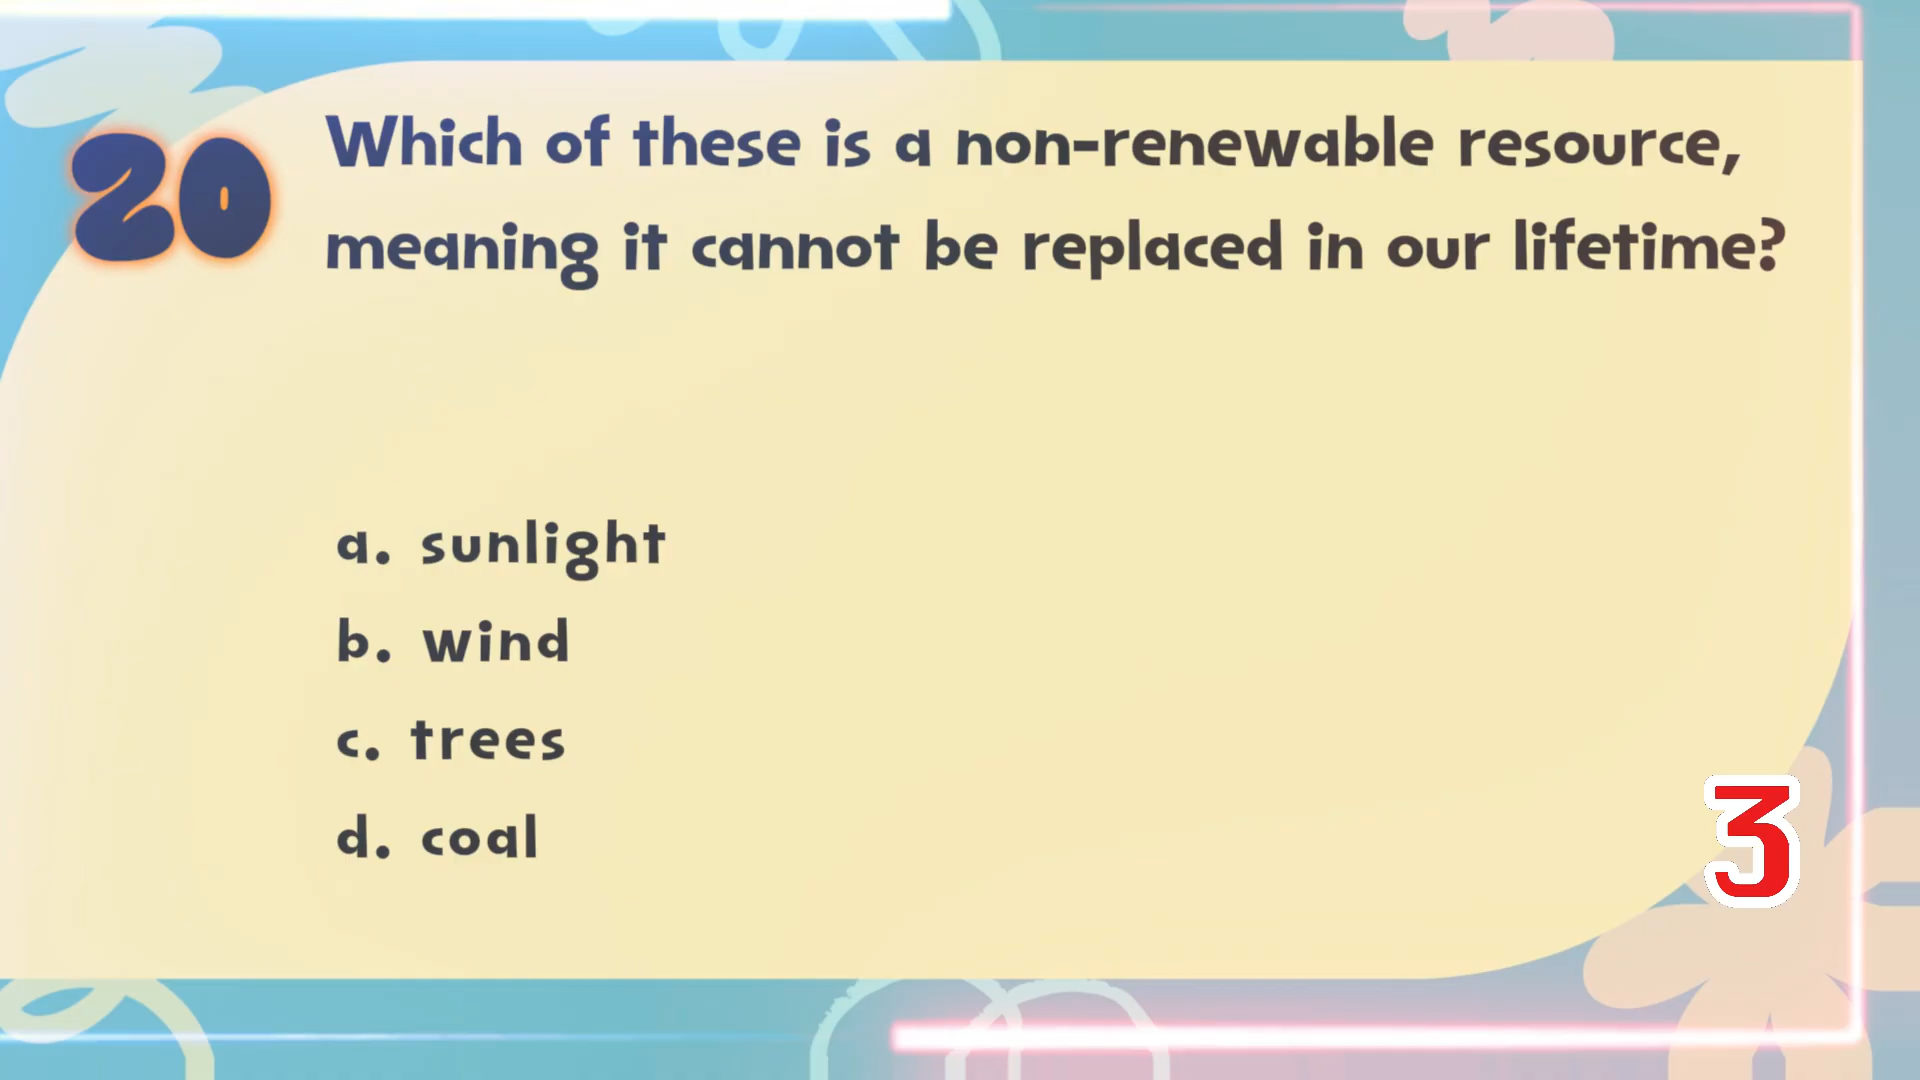 20
Which of these is a non-renewable resource,
meaning it cannot be replaced in our lifetime?
a. sunlight
b. wind
c. trees
d. coal
3